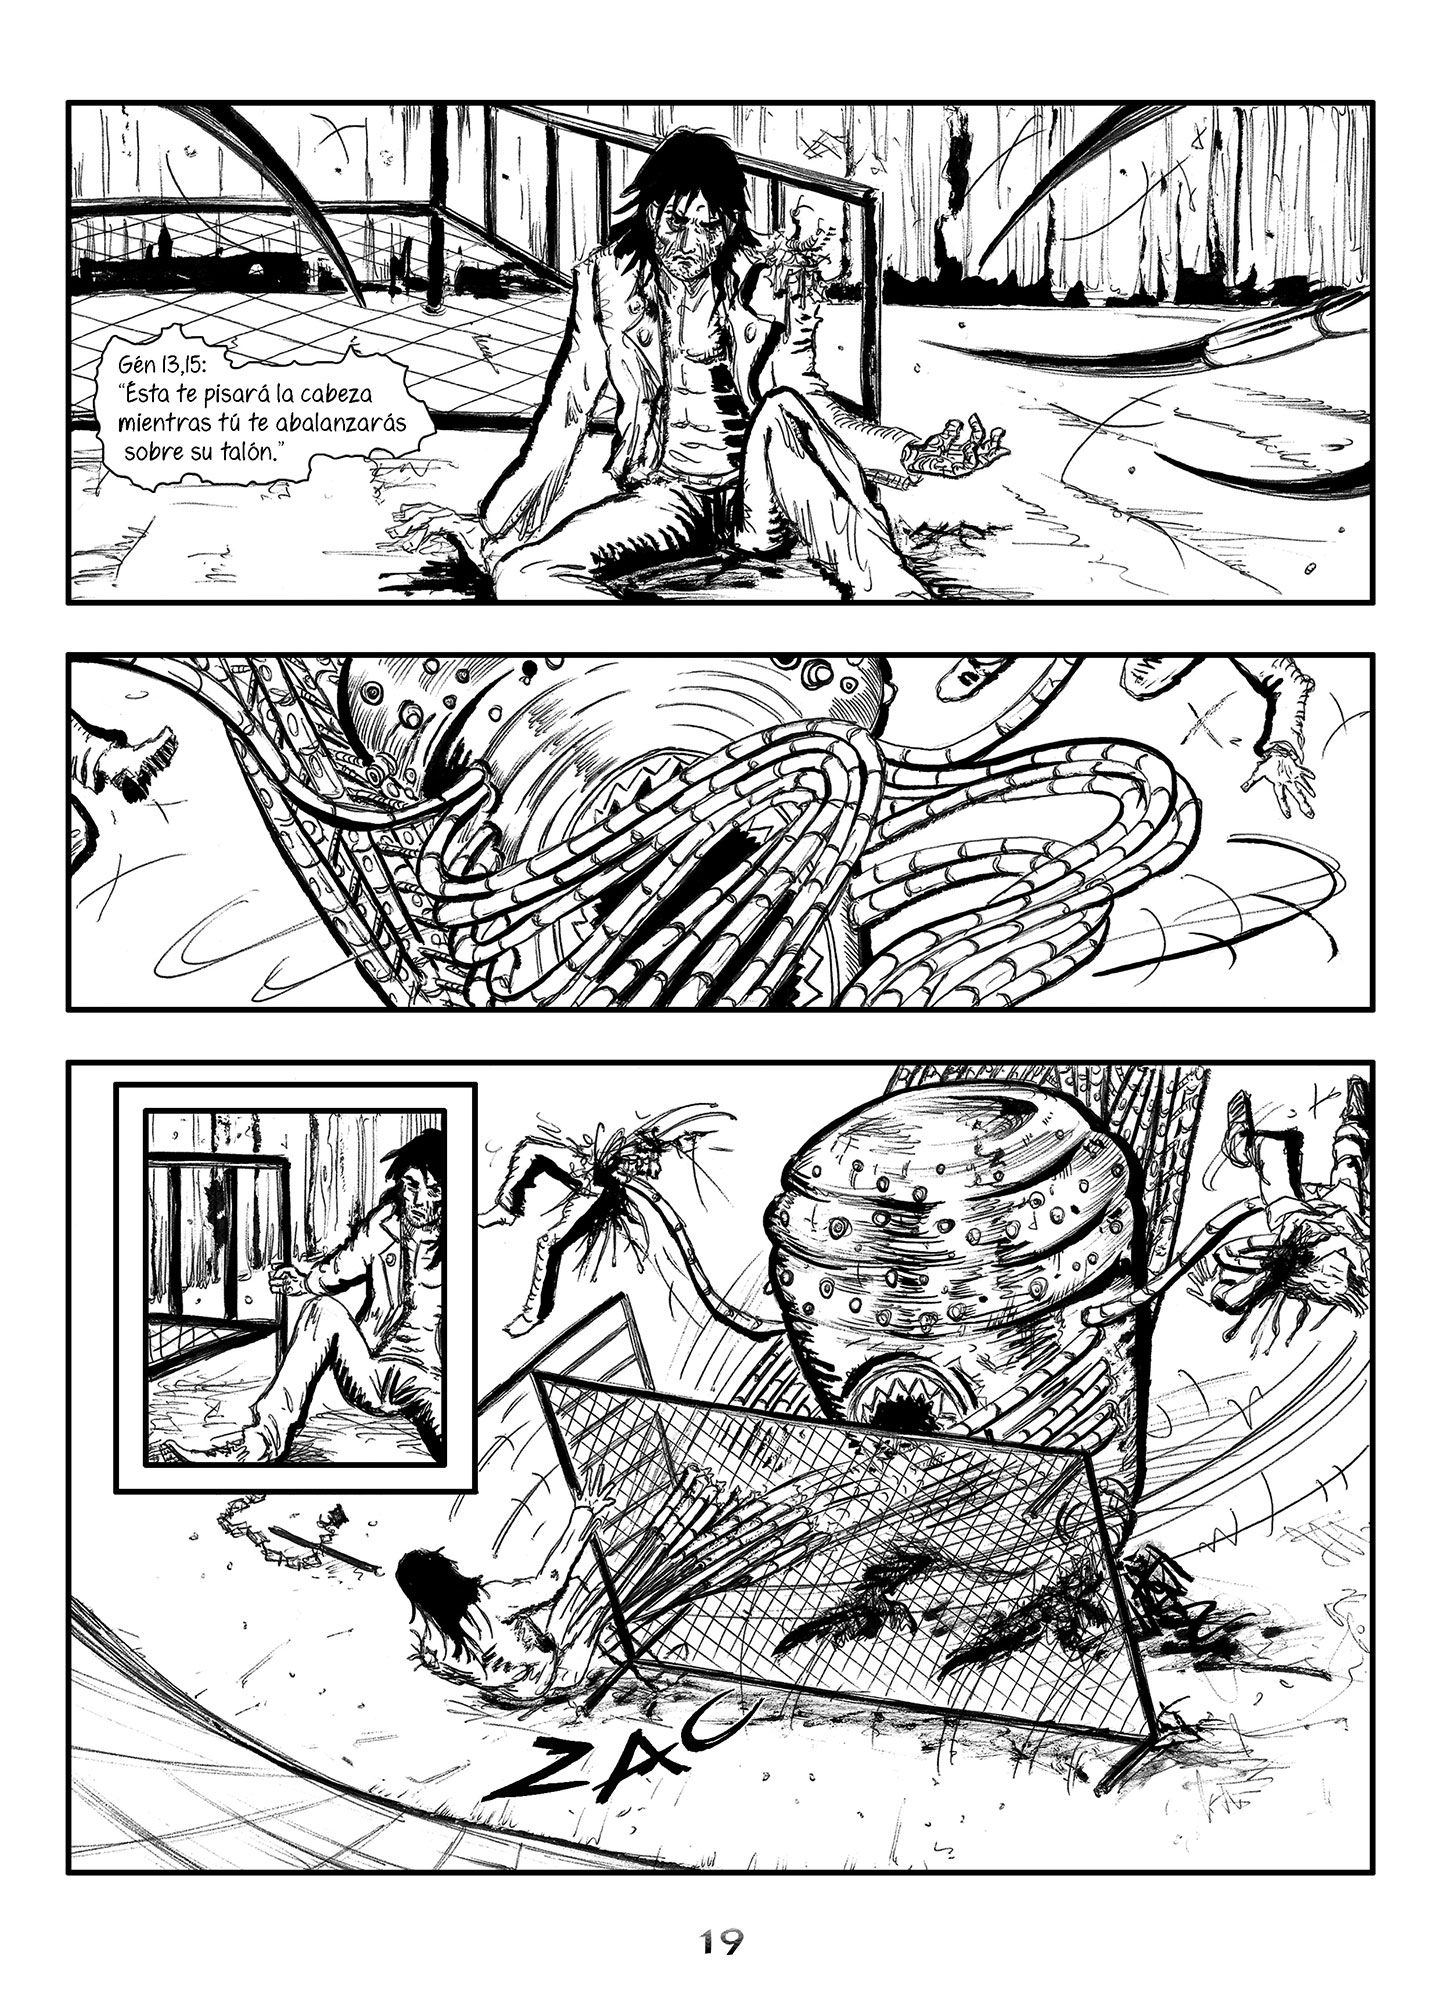 Gén 13,15:
"Ésta te pisará la cabeza
mientras tú te abalanzarás
sobre su talón."
ZAC
19